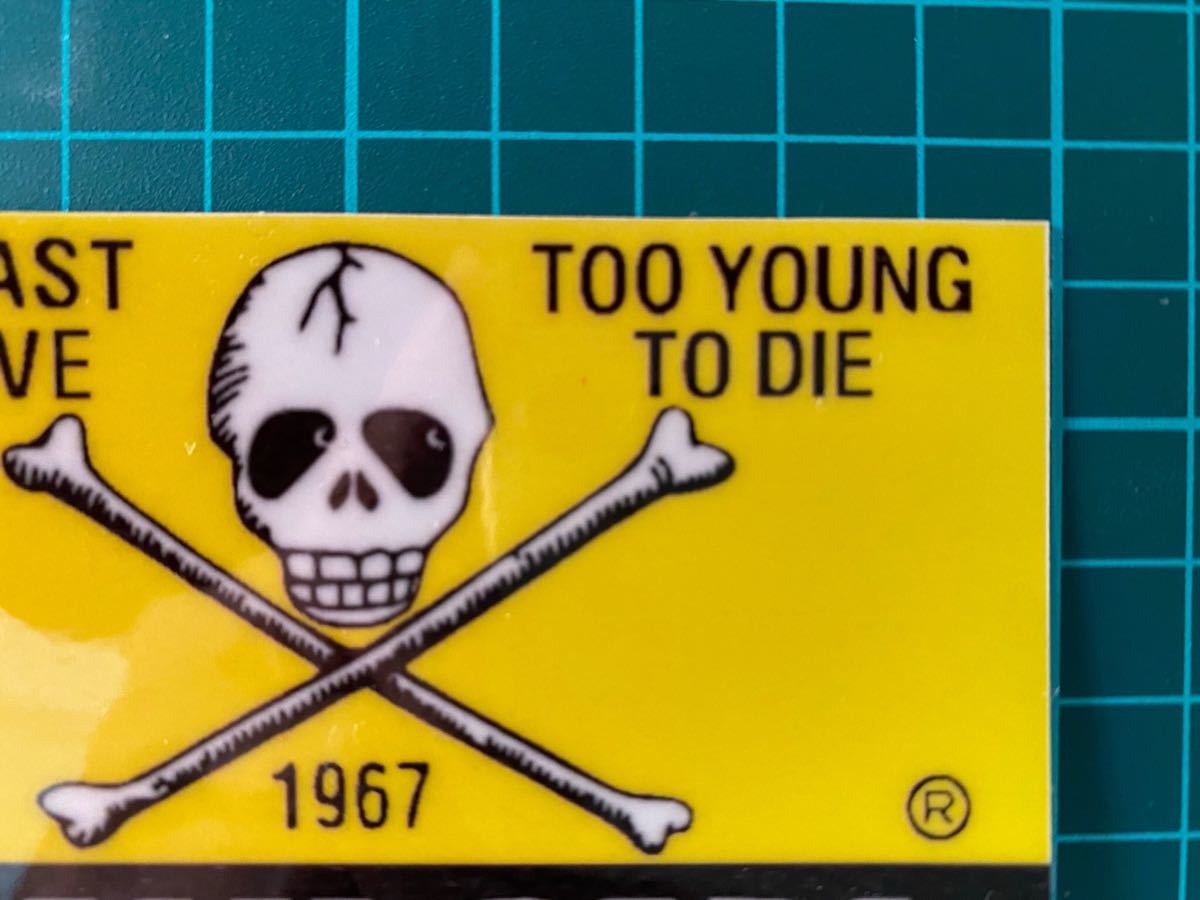 AST
VE
TOO YOUNG
TO DIE
1967
®